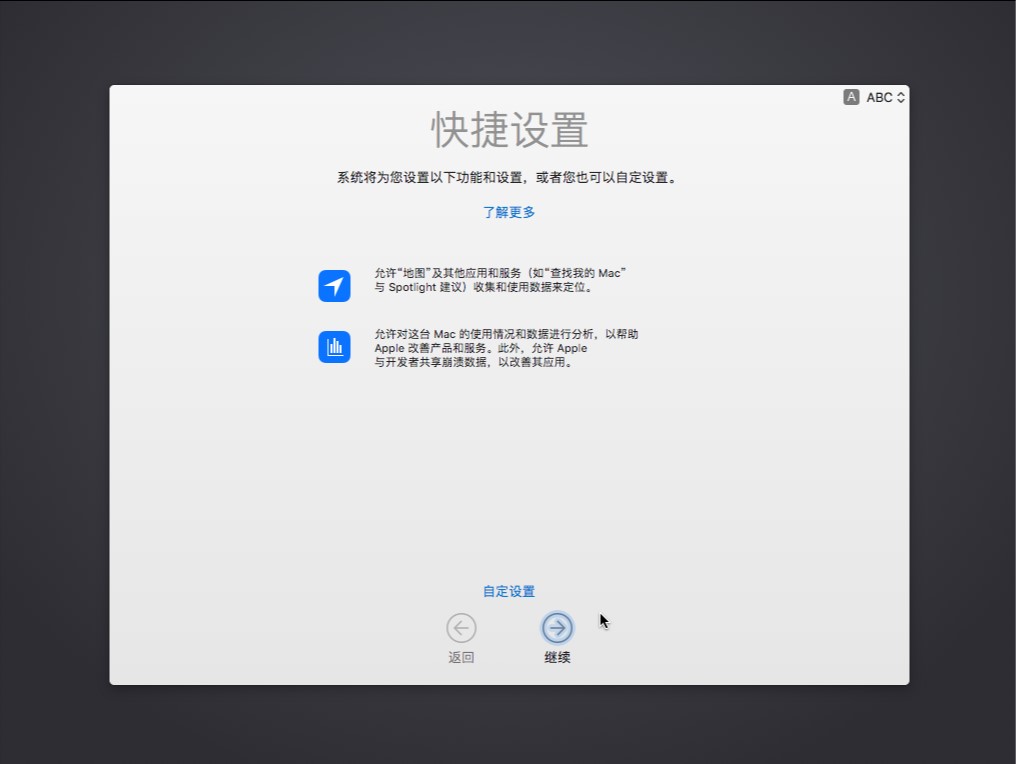 A ABC
快捷设置
系统将为您设置以下功能和设置，或者您也可以自定设置。
了解更多
允许“地图”及其他应用和服务（如“查找我的 Mac”
与 Spotlight 建议）收集和使用数据来定位。
允许对这台 Mac 的使用情况和数据进行分析，以帮助
Apple 改善产品和服务。此外，允许 Apple
与开发者共享崩溃数据，以改善其应用。
自定设置
返回
继续